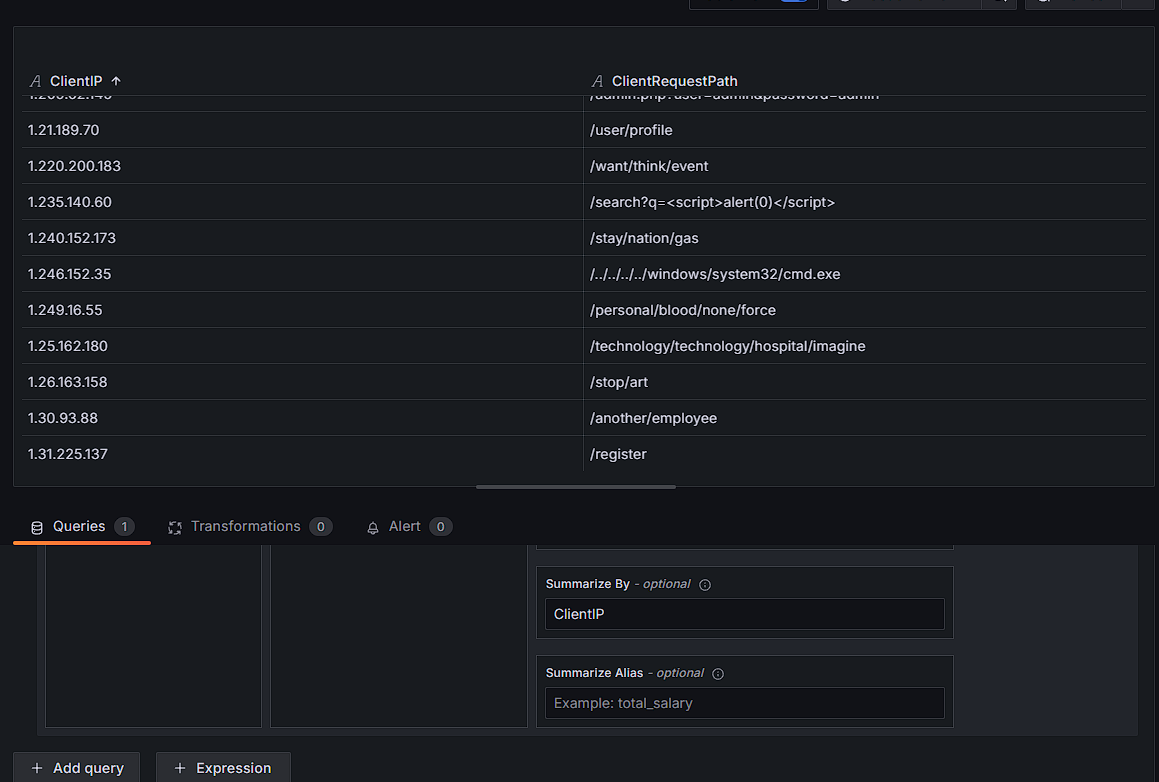 ClientIP ↑ ClientRequestPath
1.21.189.70 /user/profile
1.220.200.183 /want/think/event
1.235.140.60 /search?q=<script>alert(0)</script>
1.240.152.173 /stay/nation/gas
1.246.152.35 /../../../../windows/system32/cmd.exe
1.249.16.55 /personal/blood/none/force
1.25.162.180 /technology/technology/hospital/imagine
1.26.163.158 /stop/art
1.30.93.88 /another/employee
1.31.225.137 /register
Queries 1 Transformations 0 Alert 0
Summarize By - optional
ClientIP
Summarize Alias - optional
Example: total_salary
+ Add query + Expression